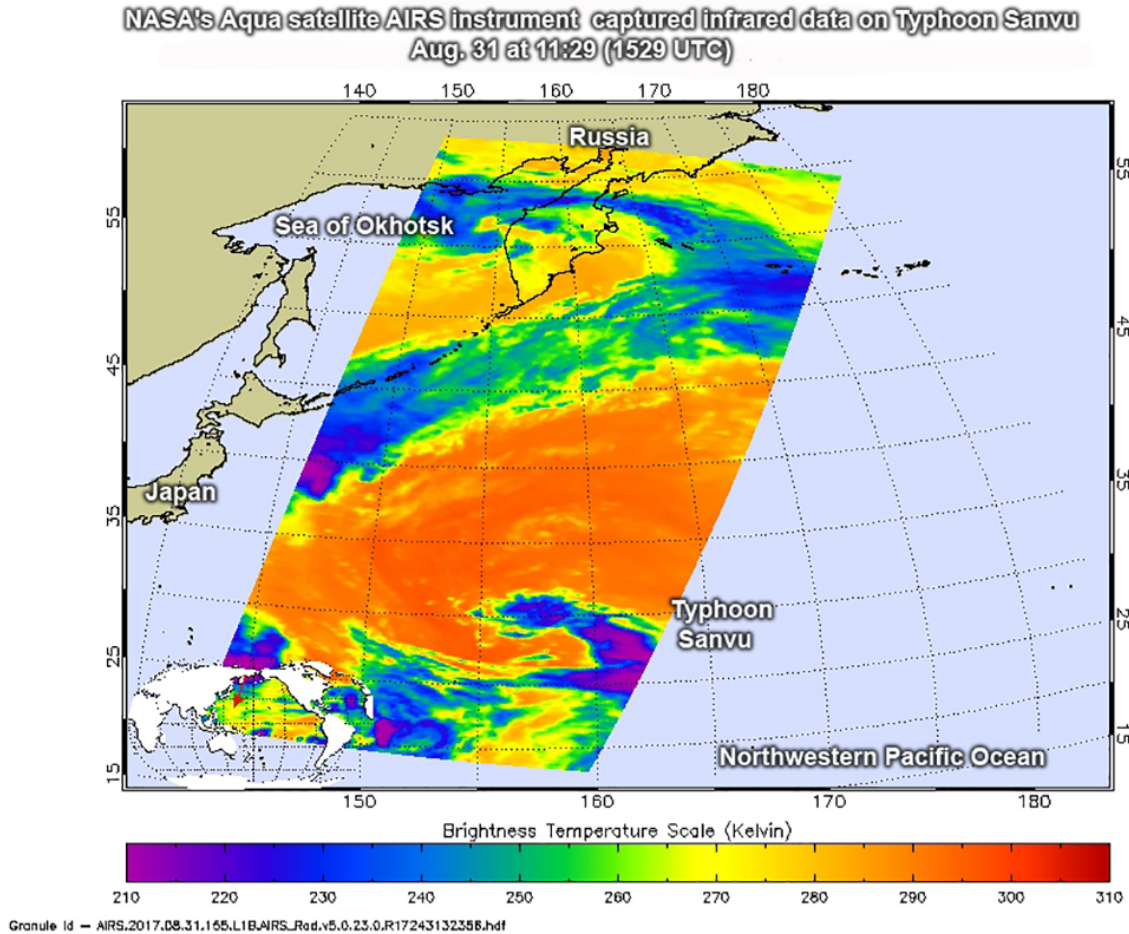 NASA's Aqua satellite AIRS instrument captured infrared data on Typhoon Sanvu
Aug. 31 at 11:29 (1529 UTC)
140 150 160 170 180
Russia
55
55
Sea of Okhotsk
45
45
Japan
35
35
Typhoon
Sanvu
25
25
Northwestern Pacific Ocean
15
15
150 160 170 180
Brightness Temperature Scale (Kelvin)
210 220 230 240 250 260 270 280 290 300 310
Granule Id — AIRS.2017.08.31.155.L1B.AIRS_Rad.v5.0.23.0.R17243132358.hdf